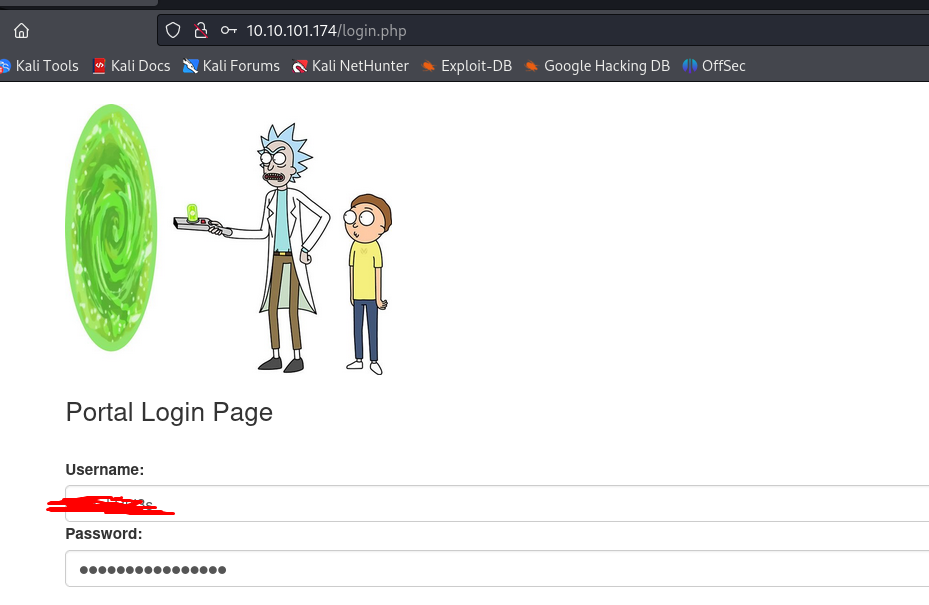 10.10.101.174/login.php
Kali Tools Kali Docs Kali Forums Kali NetHunter Exploit-DB Google Hacking DB OffSec
Portal Login Page
Username:
Password: